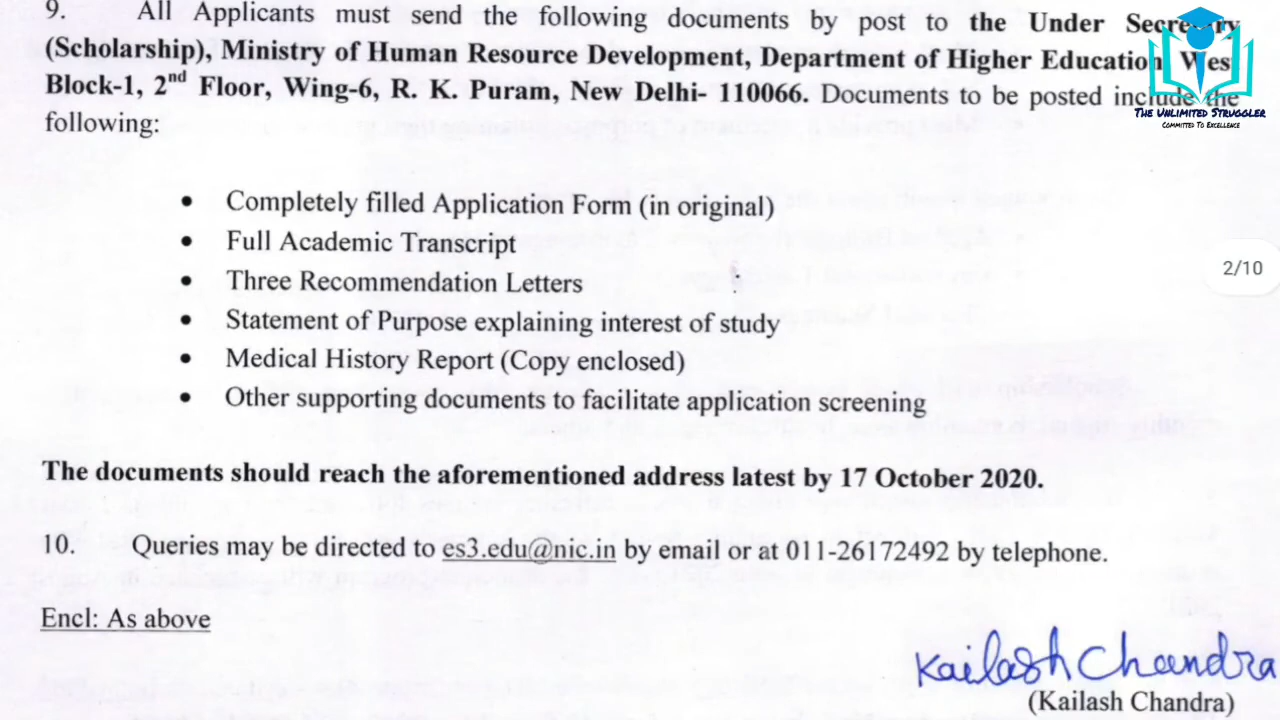 9. All Applicants must send the following documents by post to the Under Secretary
(Scholarship), Ministry of Human Resource Development, Department of Higher Education, West
Block-1, 2nd Floor, Wing-6, R. K. Puram, New Delhi- 110066. Documents to be posted include the
following:
THE UNLIMITED STRUGGLER
COMMITTED TO EXCELLENCE
• Completely filled Application Form (in original)
• Full Academic Transcript
2/10
• Three Recommendation Letters
• Statement of Purpose explaining interest of study
• Medical History Report (Copy enclosed)
• Other supporting documents to facilitate application screening
The documents should reach the aforementioned address latest by 17 October 2020.
10. Queries may be directed to es3.edu@nic.in by email or at 011-26172492 by telephone.
Encl: As above
Kailash Chandra
(Kailash Chandra)